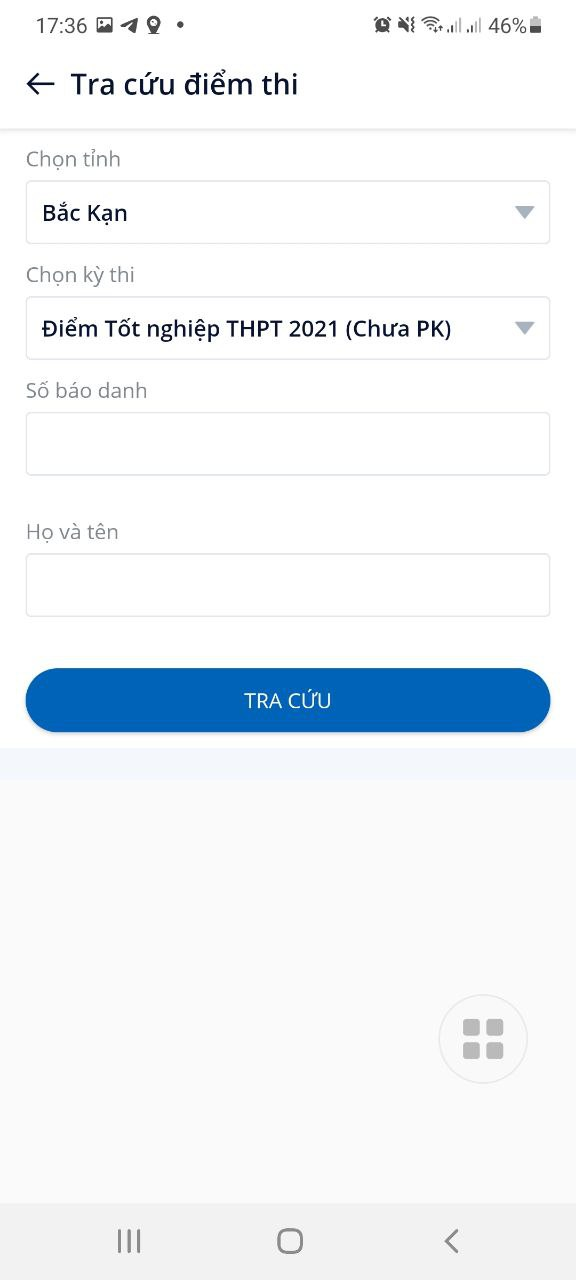 17:36
46%
Tra cứu điểm thi
Chọn tỉnh
Bắc Kạn
Chọn kỳ thi
Điểm Tốt nghiệp THPT 2021 (Chưa PK)
Số báo danh
Họ và tên
TRA CỨU